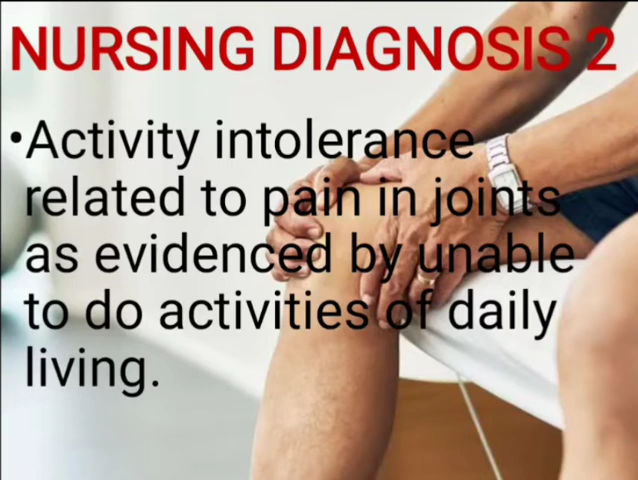 NURSING DIAGNOSIS 2
•Activity intolerance
related to pain in joints
as evidenced by unable
to do activities of daily
living.